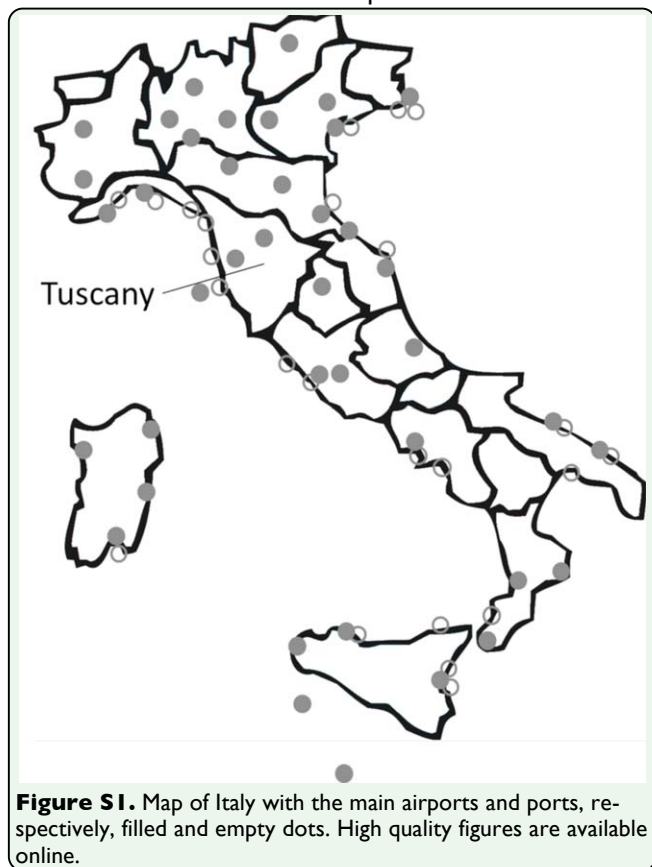 Tuscany
Figure S1. Map of Italy with the main airports and ports, re-
spectively, filled and empty dots. High quality figures are available
online.